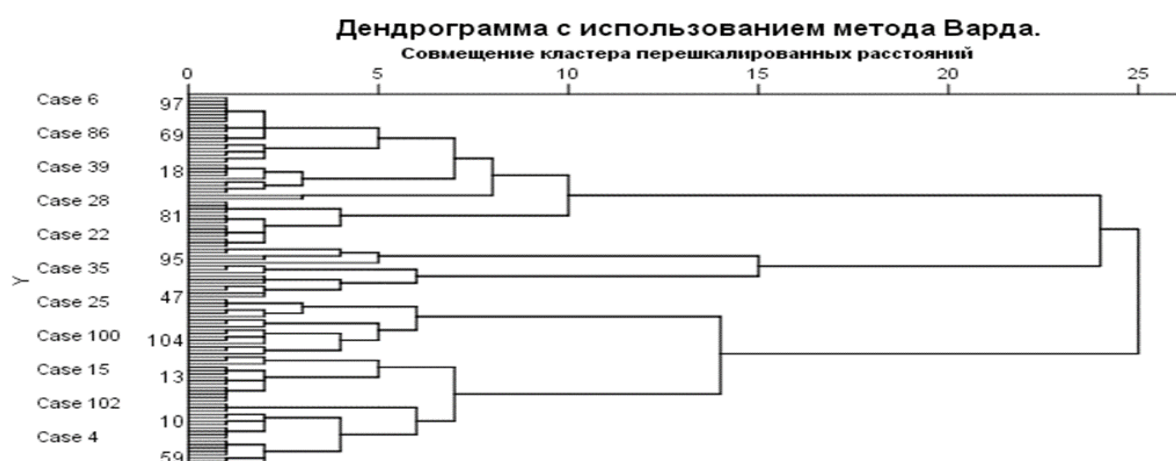 Дендрограмма с использованием метода Варда.
Совмещение кластера перешкалированных расстояний
0 5 10 15 20 25
Case 6 97
Case 86 69
Case 39 18
Case 28
81
Case 22
95
Case 35
Y
47
Case 25
Case 100 104
Case 15 13
Case 102
10
Case 4
59